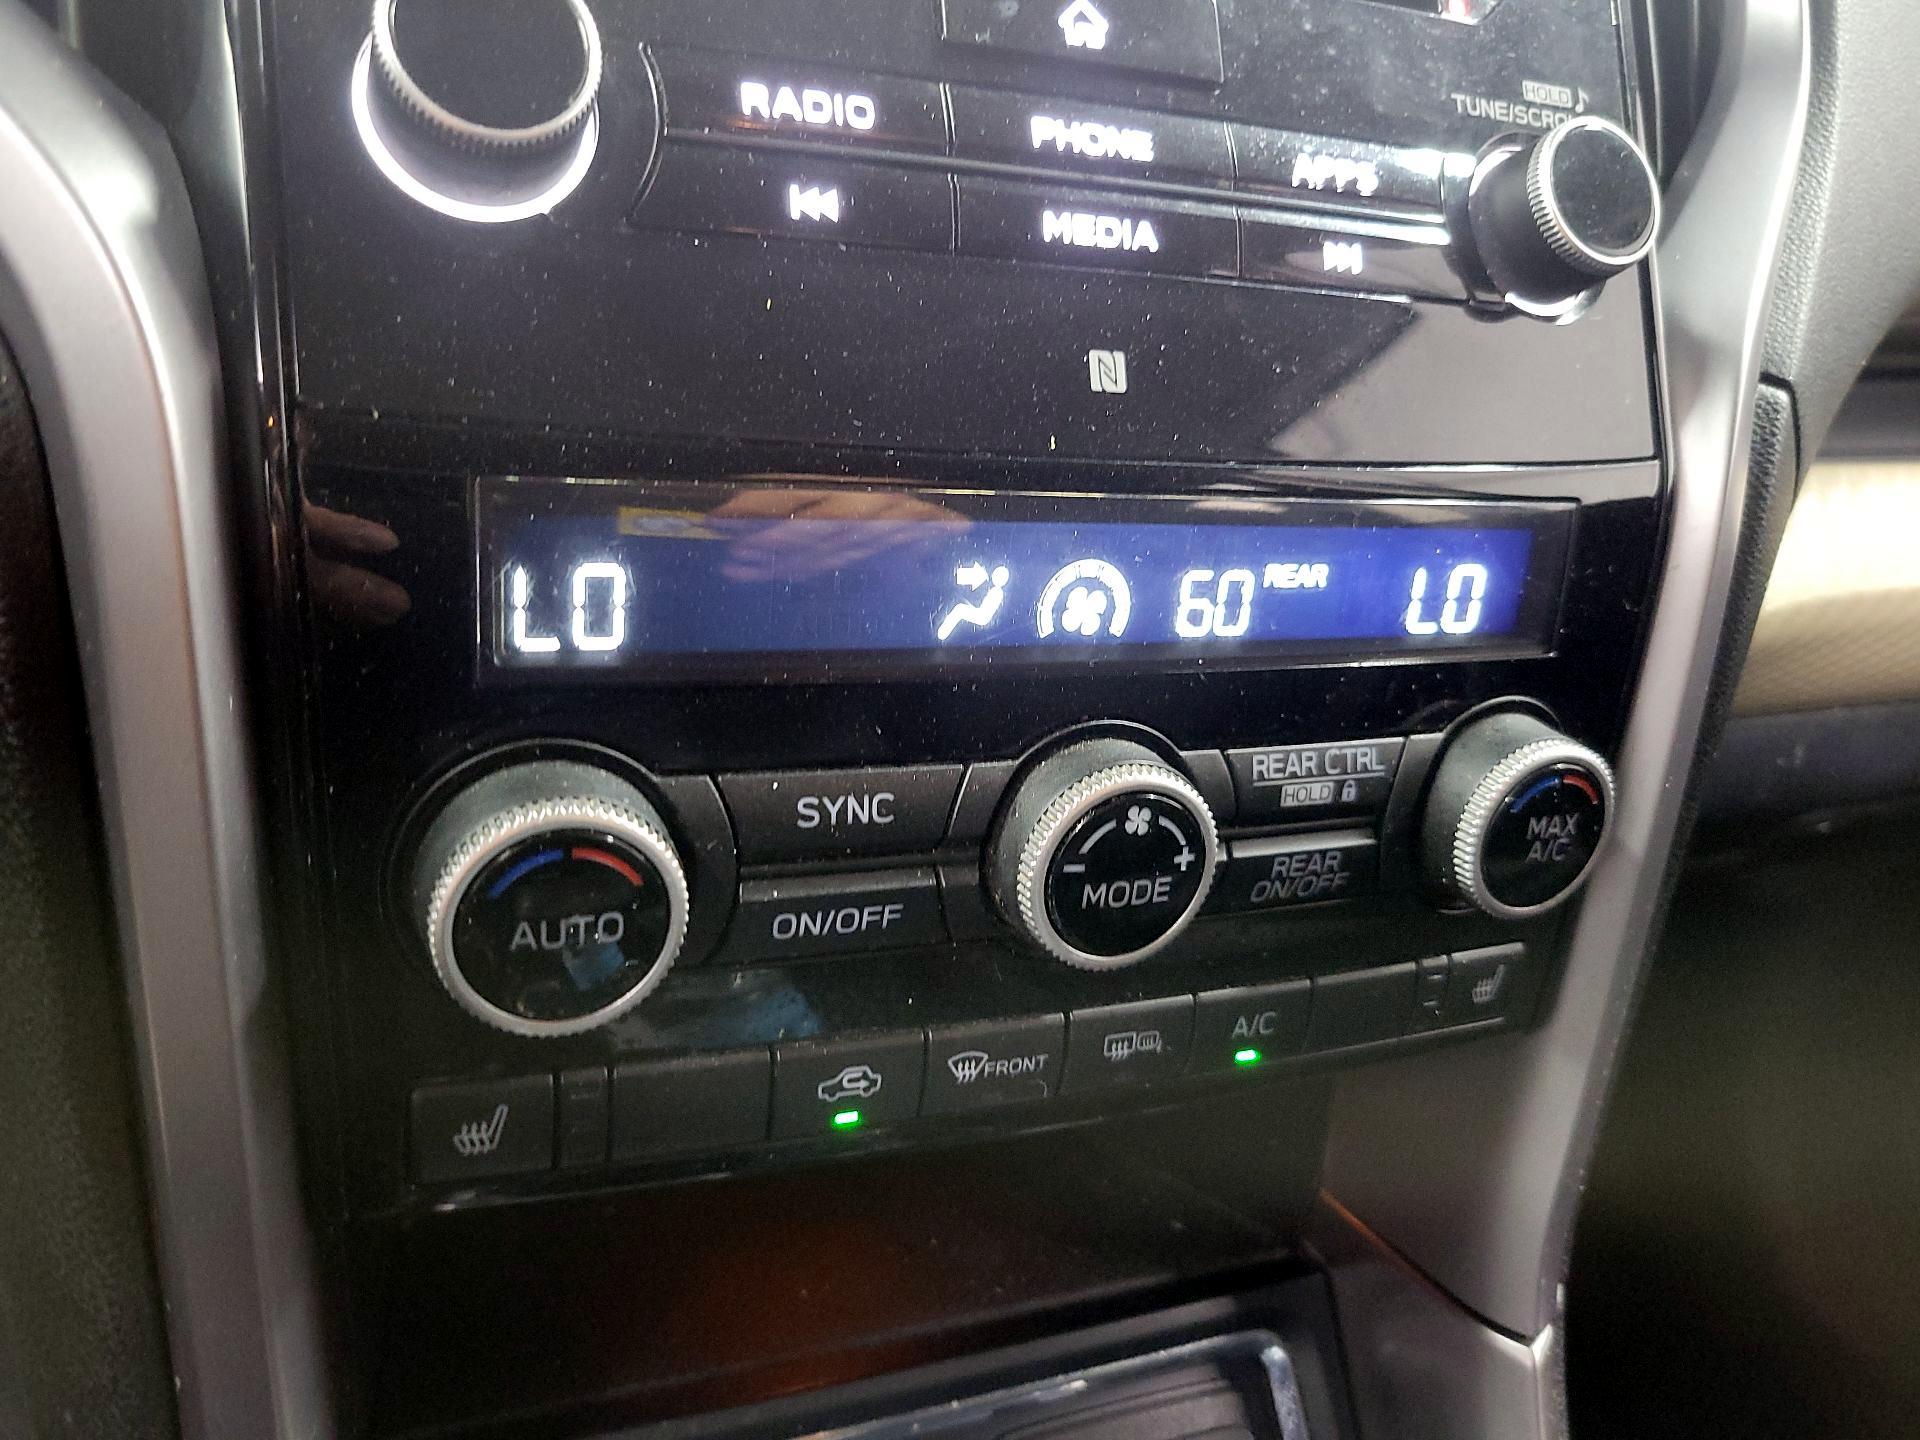 RADIO
PHONE
APPS
HOLD
TUNE/SCROLL
MEDIA
LO
60 REAR
LO
SYNC
REAR CTRL
HOLD
MAX
A/C
AUTO
ON/OFF
MODE
REAR
ON/OFF
FRONT
A/C